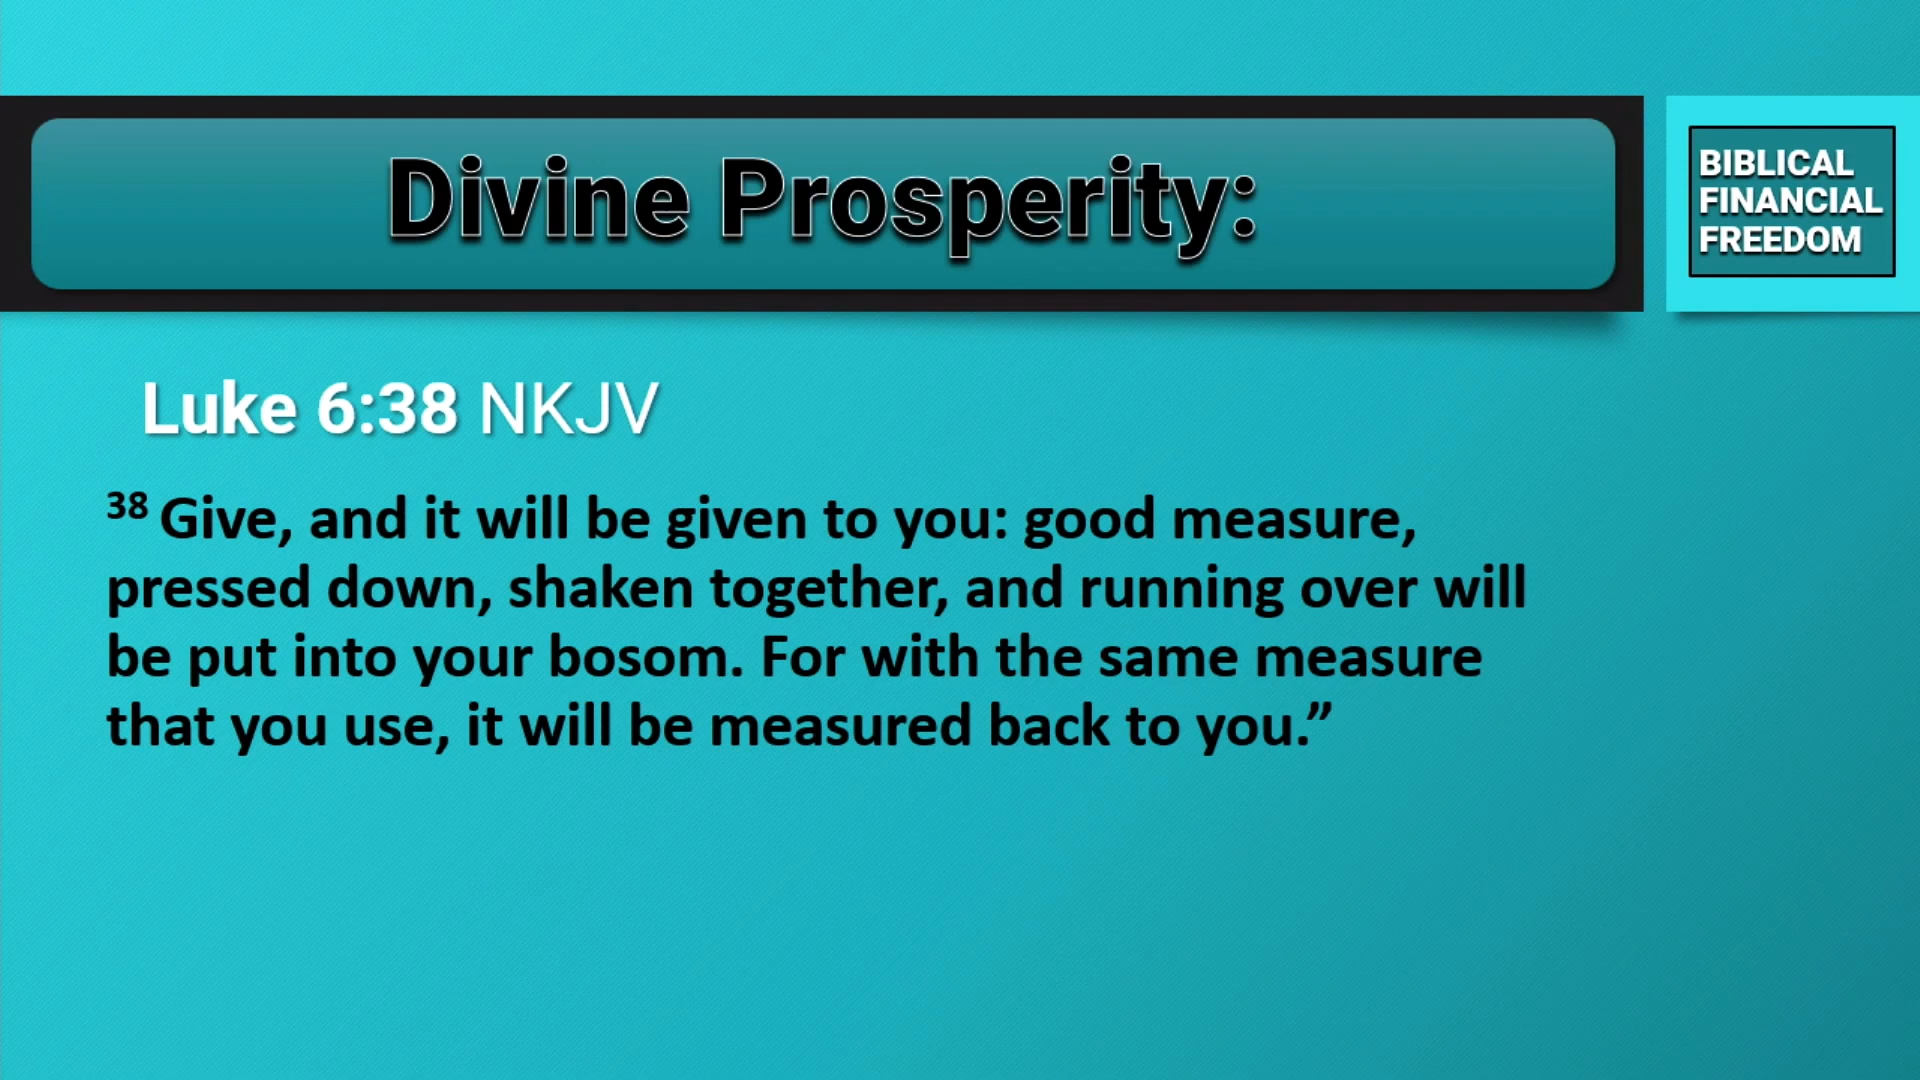 Divine Prosperity:
BIBLICAL
FINANCIAL
FREEDOM
Luke 6:38 NKJV
38 Give, and it will be given to you: good measure,
pressed down, shaken together, and running over will
be put into your bosom. For with the same measure
that you use, it will be measured back to you.”